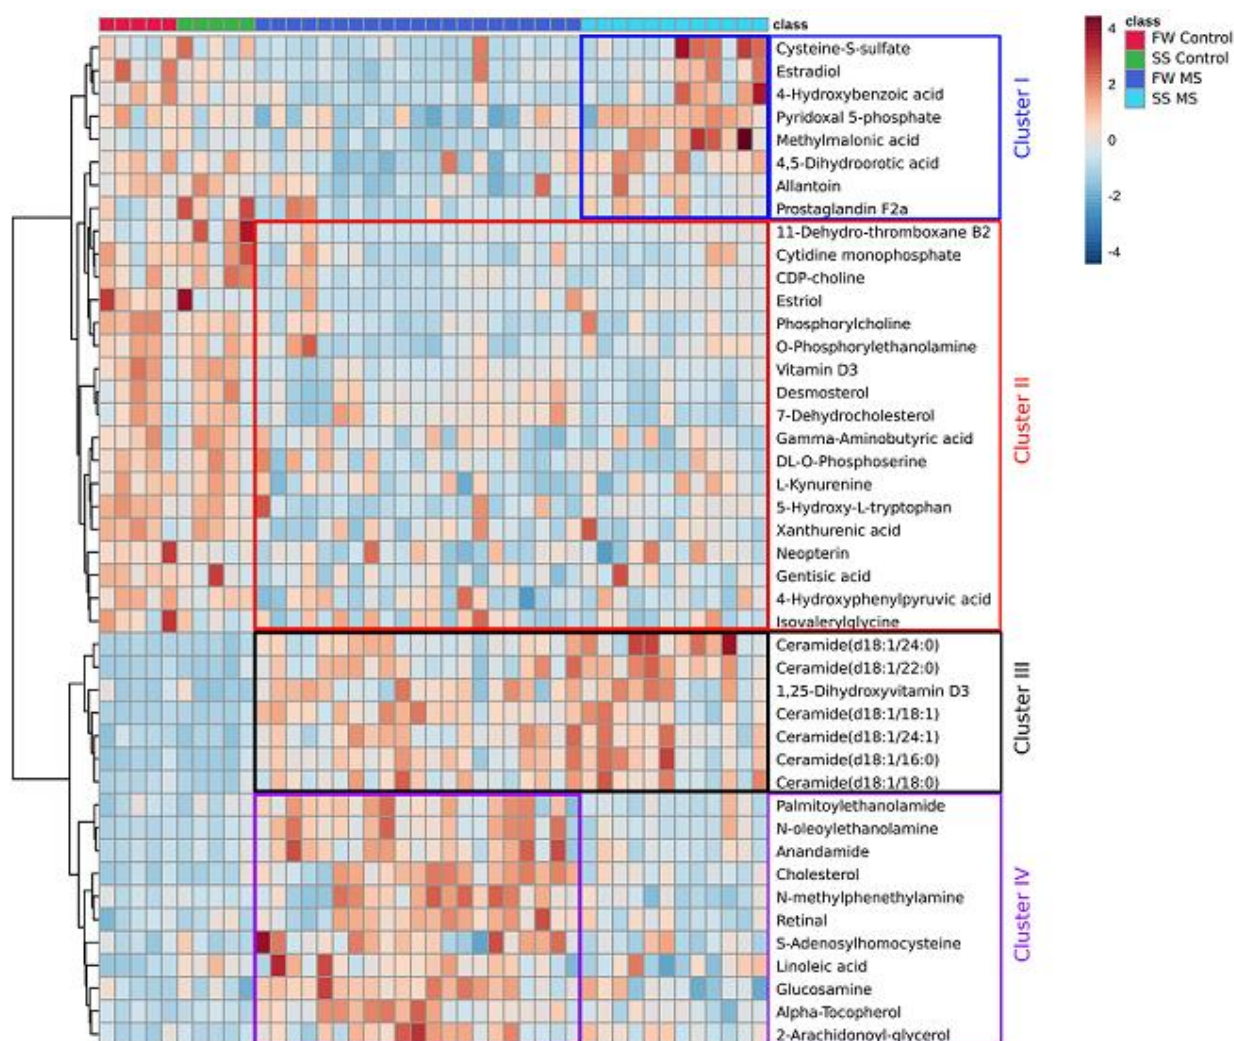 class
Cysteine-S-sulfate
Estradiol
4-Hydroxybenzoic acid
Pyridoxal 5-phosphate
Methylmalonic acid
4,5-Dihydroorotic acid
Allantoin
Prostaglandin F2a
Cluster I
11-Dehydro-thromboxane B2
Cytidine monophosphate
CDP-choline
Estriol
Phosphorylcholine
O-Phosphorylethanolamine
Vitamin D3
Desmosterol
7-Dehydrocholesterol
Gamma-Aminobutyric acid
DL-O-Phosphoserine
L-Kynurenine
5-Hydroxy-L-tryptophan
Xanthurenic acid
Neopterin
Gentisic acid
4-Hydroxyphenylpyruvic acid
Isovalerylglycine
Cluster II
Ceramide(d18:1/24:0)
Ceramide(d18:1/22:0)
1,25-Dihydroxyvitamin D3
Ceramide(d18:1/18:1)
Ceramide(d18:1/24:1)
Ceramide(d18:1/16:0)
Ceramide(d18:1/18:0)
Cluster III
Palmitoylethanolamide
N-oleoylethanolamine
Anandamide
Cholesterol
N-methylphenethylamine
Retinal
S-Adenosylhomocysteine
Linoleic acid
Glucosamine
Alpha-Tocopherol
2-Arachidonoyl-glycerol
Cluster IV
4
2
0
-2
-4
class
FW Control
SS Control
FW MS
SS MS